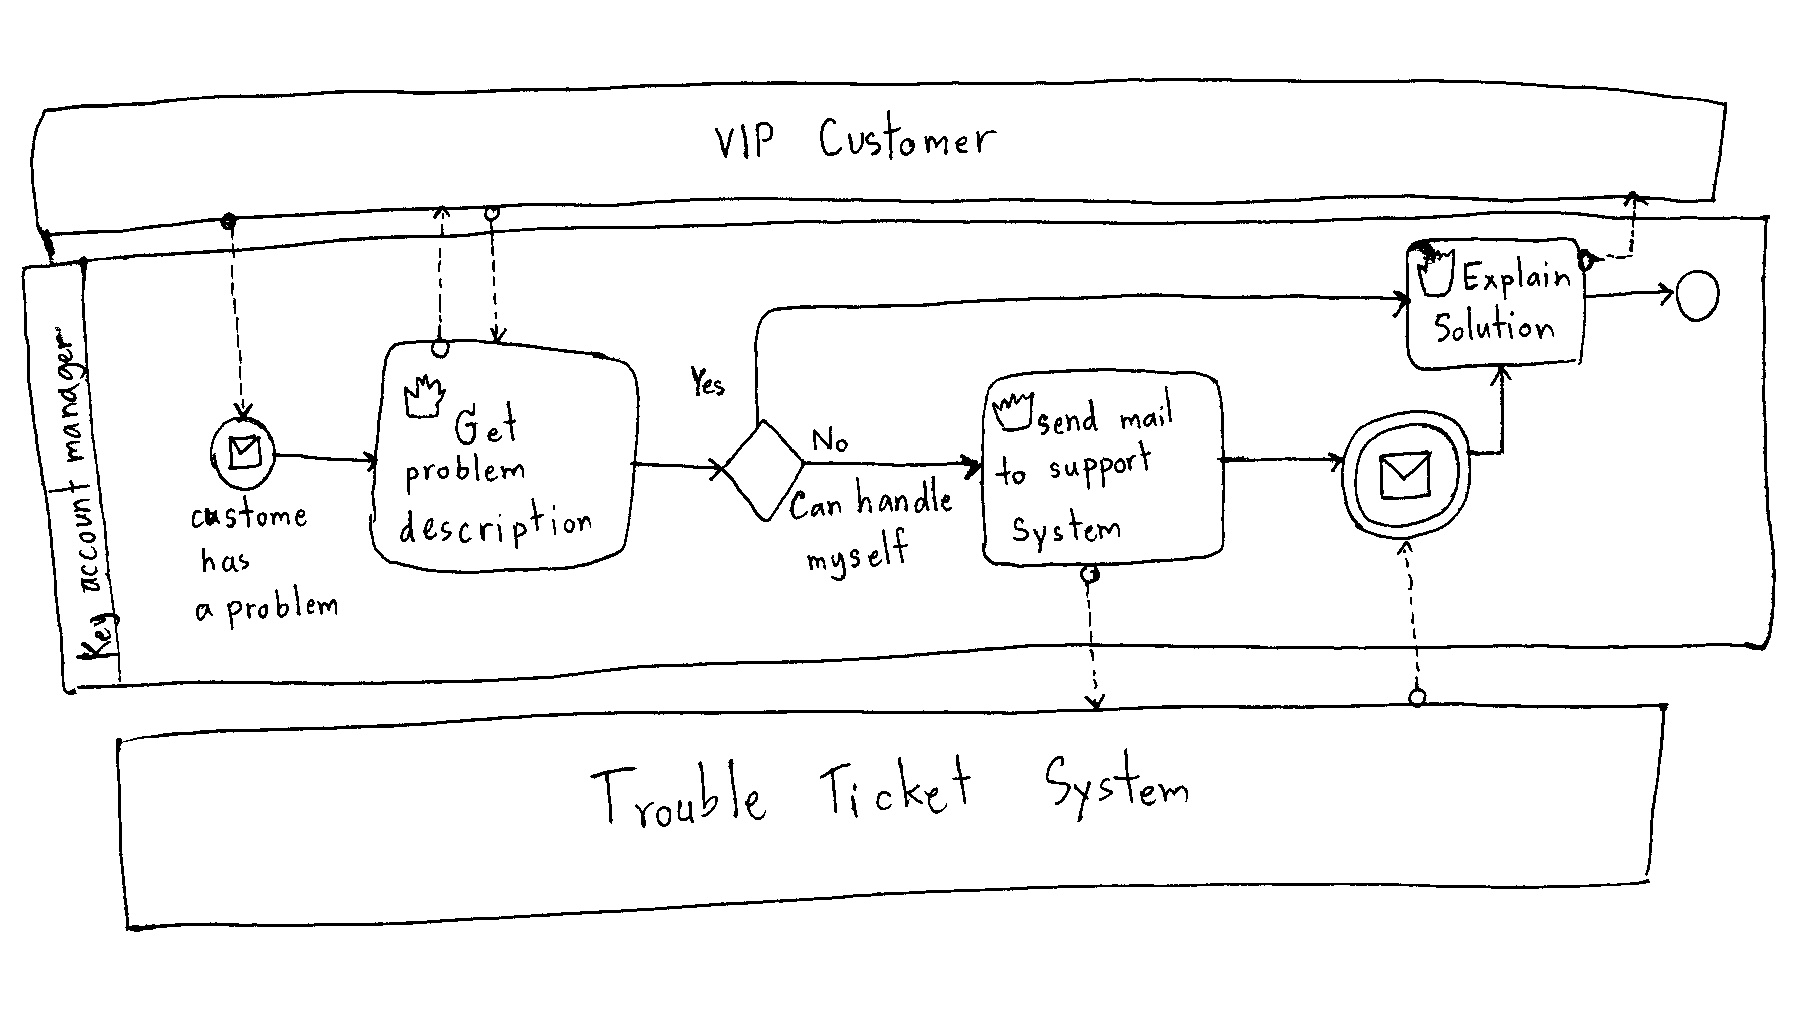 VIP Customer
Key account manager
custome
has
a problem
Get
problem
description
Yes
No
Can handle
myself
send mail
to support
System
Explain
Solution
Trouble Ticket System